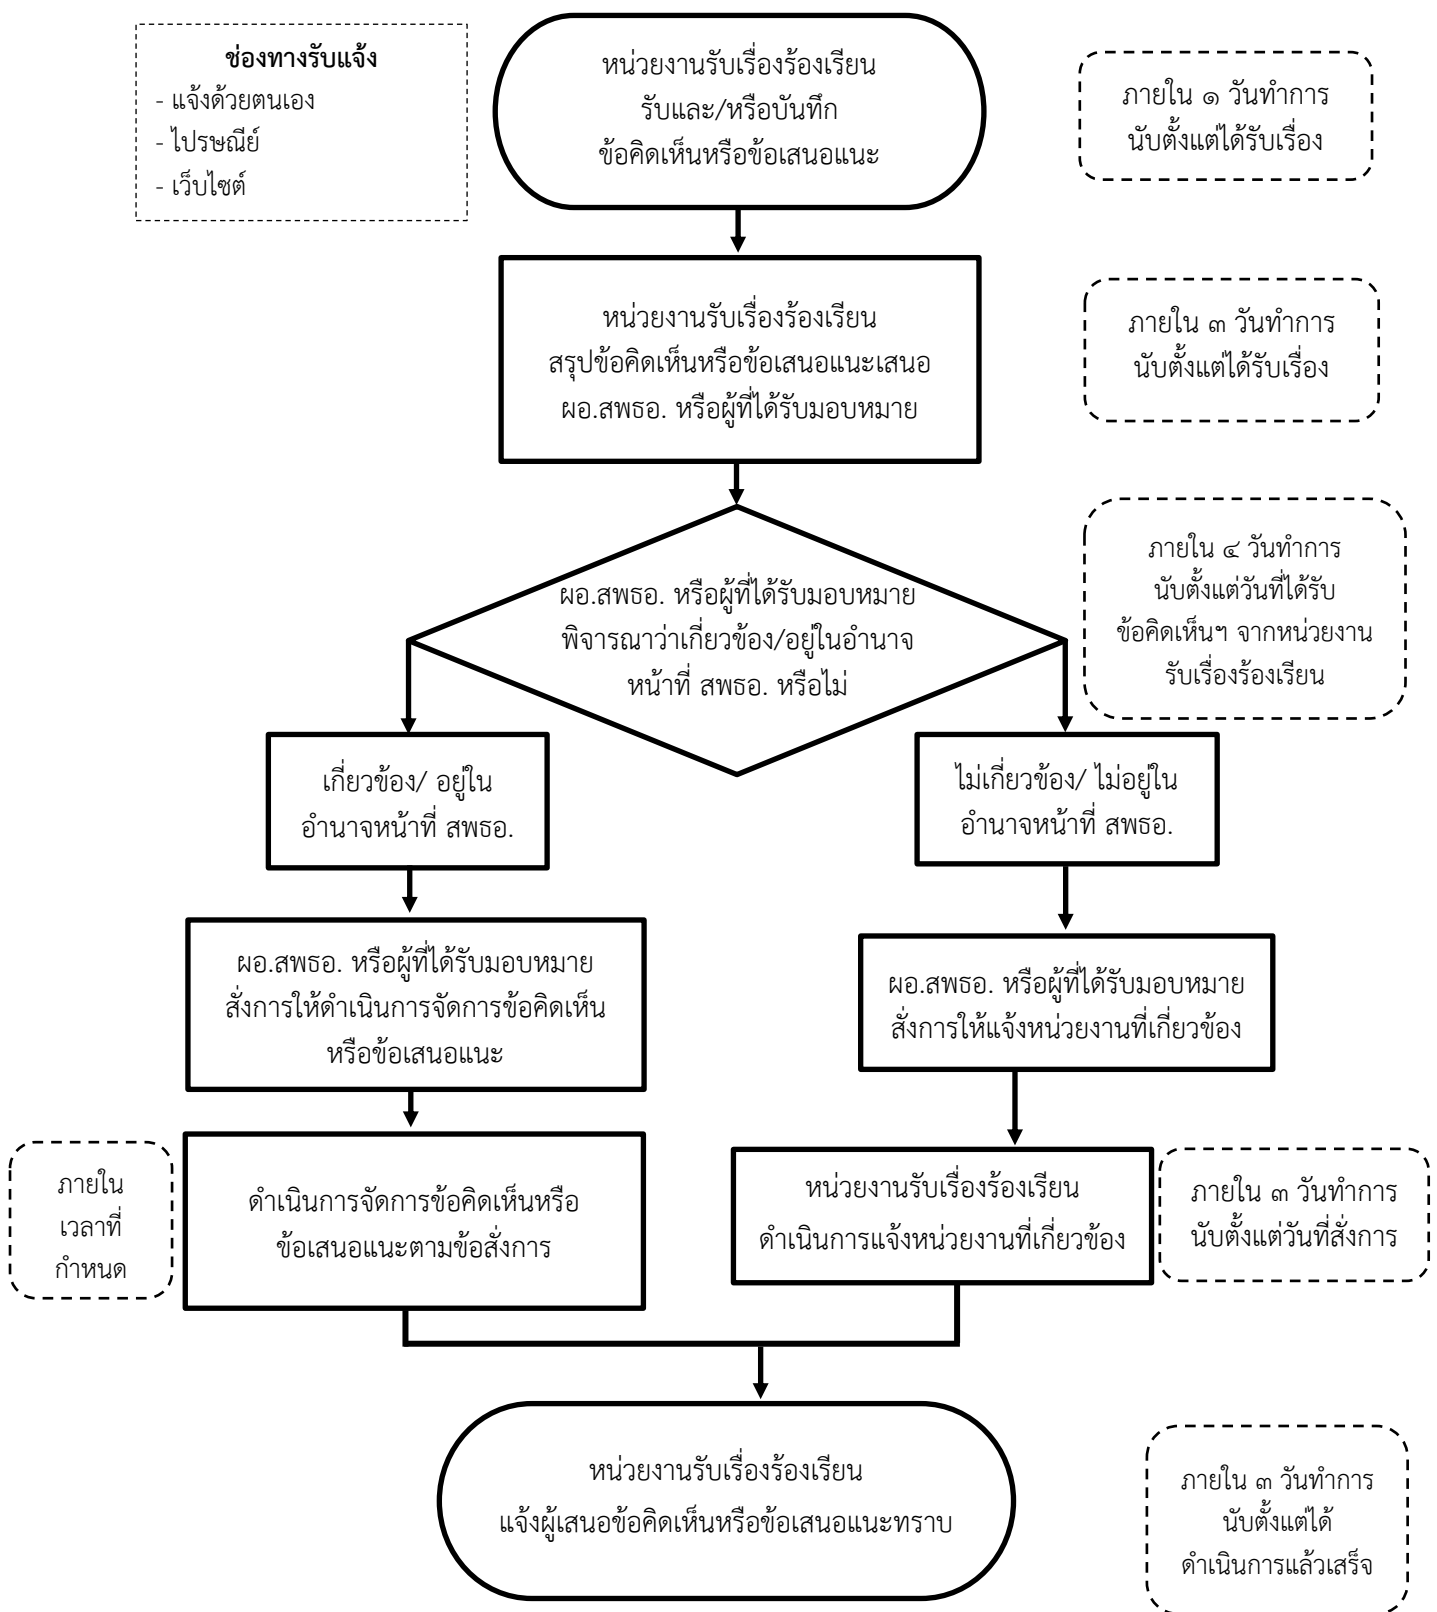 ช่องทางรับแจ้ง
- แจ้งด้วยตนเอง
- ไปรษณีย์
- เว็บไซต์
หน่วยงานรับเรื่องร้องเรียน
รับและ/หรือบันทึก
ข้อคิดเห็นหรือข้อเสนอแนะ
ภายใน ๑ วันทำการ
นับตั้งแต่ได้รับเรื่อง
หน่วยงานรับเรื่องร้องเรียน
สรุปข้อคิดเห็นหรือข้อเสนอแนะเสนอ
ผอ.สพธอ. หรือผู้ที่ได้รับมอบหมาย
ภายใน ๓ วันทำการ
นับตั้งแต่ได้รับเรื่อง
ผอ.สพธอ. หรือผู้ที่ได้รับมอบหมาย
พิจารณาว่าเกี่ยวข้อง/อยู่ในอำนาจ
หน้าที่ สพธอ. หรือไม่
ภายใน ๔ วันทำการ
นับตั้งแต่วันที่ได้รับ
ข้อคิดเห็นฯ จากหน่วยงาน
รับเรื่องร้องเรียน
เกี่ยวข้อง/ อยู่ใน
อำนาจหน้าที่ สพธอ.
ไม่เกี่ยวข้อง/ ไม่อยู่ใน
อำนาจหน้าที่ สพธอ.
ผอ.สพธอ. หรือผู้ที่ได้รับมอบหมาย
สั่งการให้ดำเนินการจัดการข้อคิดเห็น
หรือข้อเสนอแนะ
ผอ.สพธอ. หรือผู้ที่ได้รับมอบหมาย
สั่งการให้แจ้งหน่วยงานที่เกี่ยวข้อง
ภายใน
เวลาที่
กำหนด
ดำเนินการจัดการข้อคิดเห็นหรือ
ข้อเสนอแนะตามข้อสั่งการ
หน่วยงานรับเรื่องร้องเรียน
ดำเนินการแจ้งหน่วยงานที่เกี่ยวข้อง
ภายใน ๓ วันทำการ
นับตั้งแต่วันที่สั่งการ
หน่วยงานรับเรื่องร้องเรียน
แจ้งผู้เสนอข้อคิดเห็นหรือข้อเสนอแนะทราบ
ภายใน ๓ วันทำการ
นับตั้งแต่ได้
ดำเนินการแล้วเสร็จ